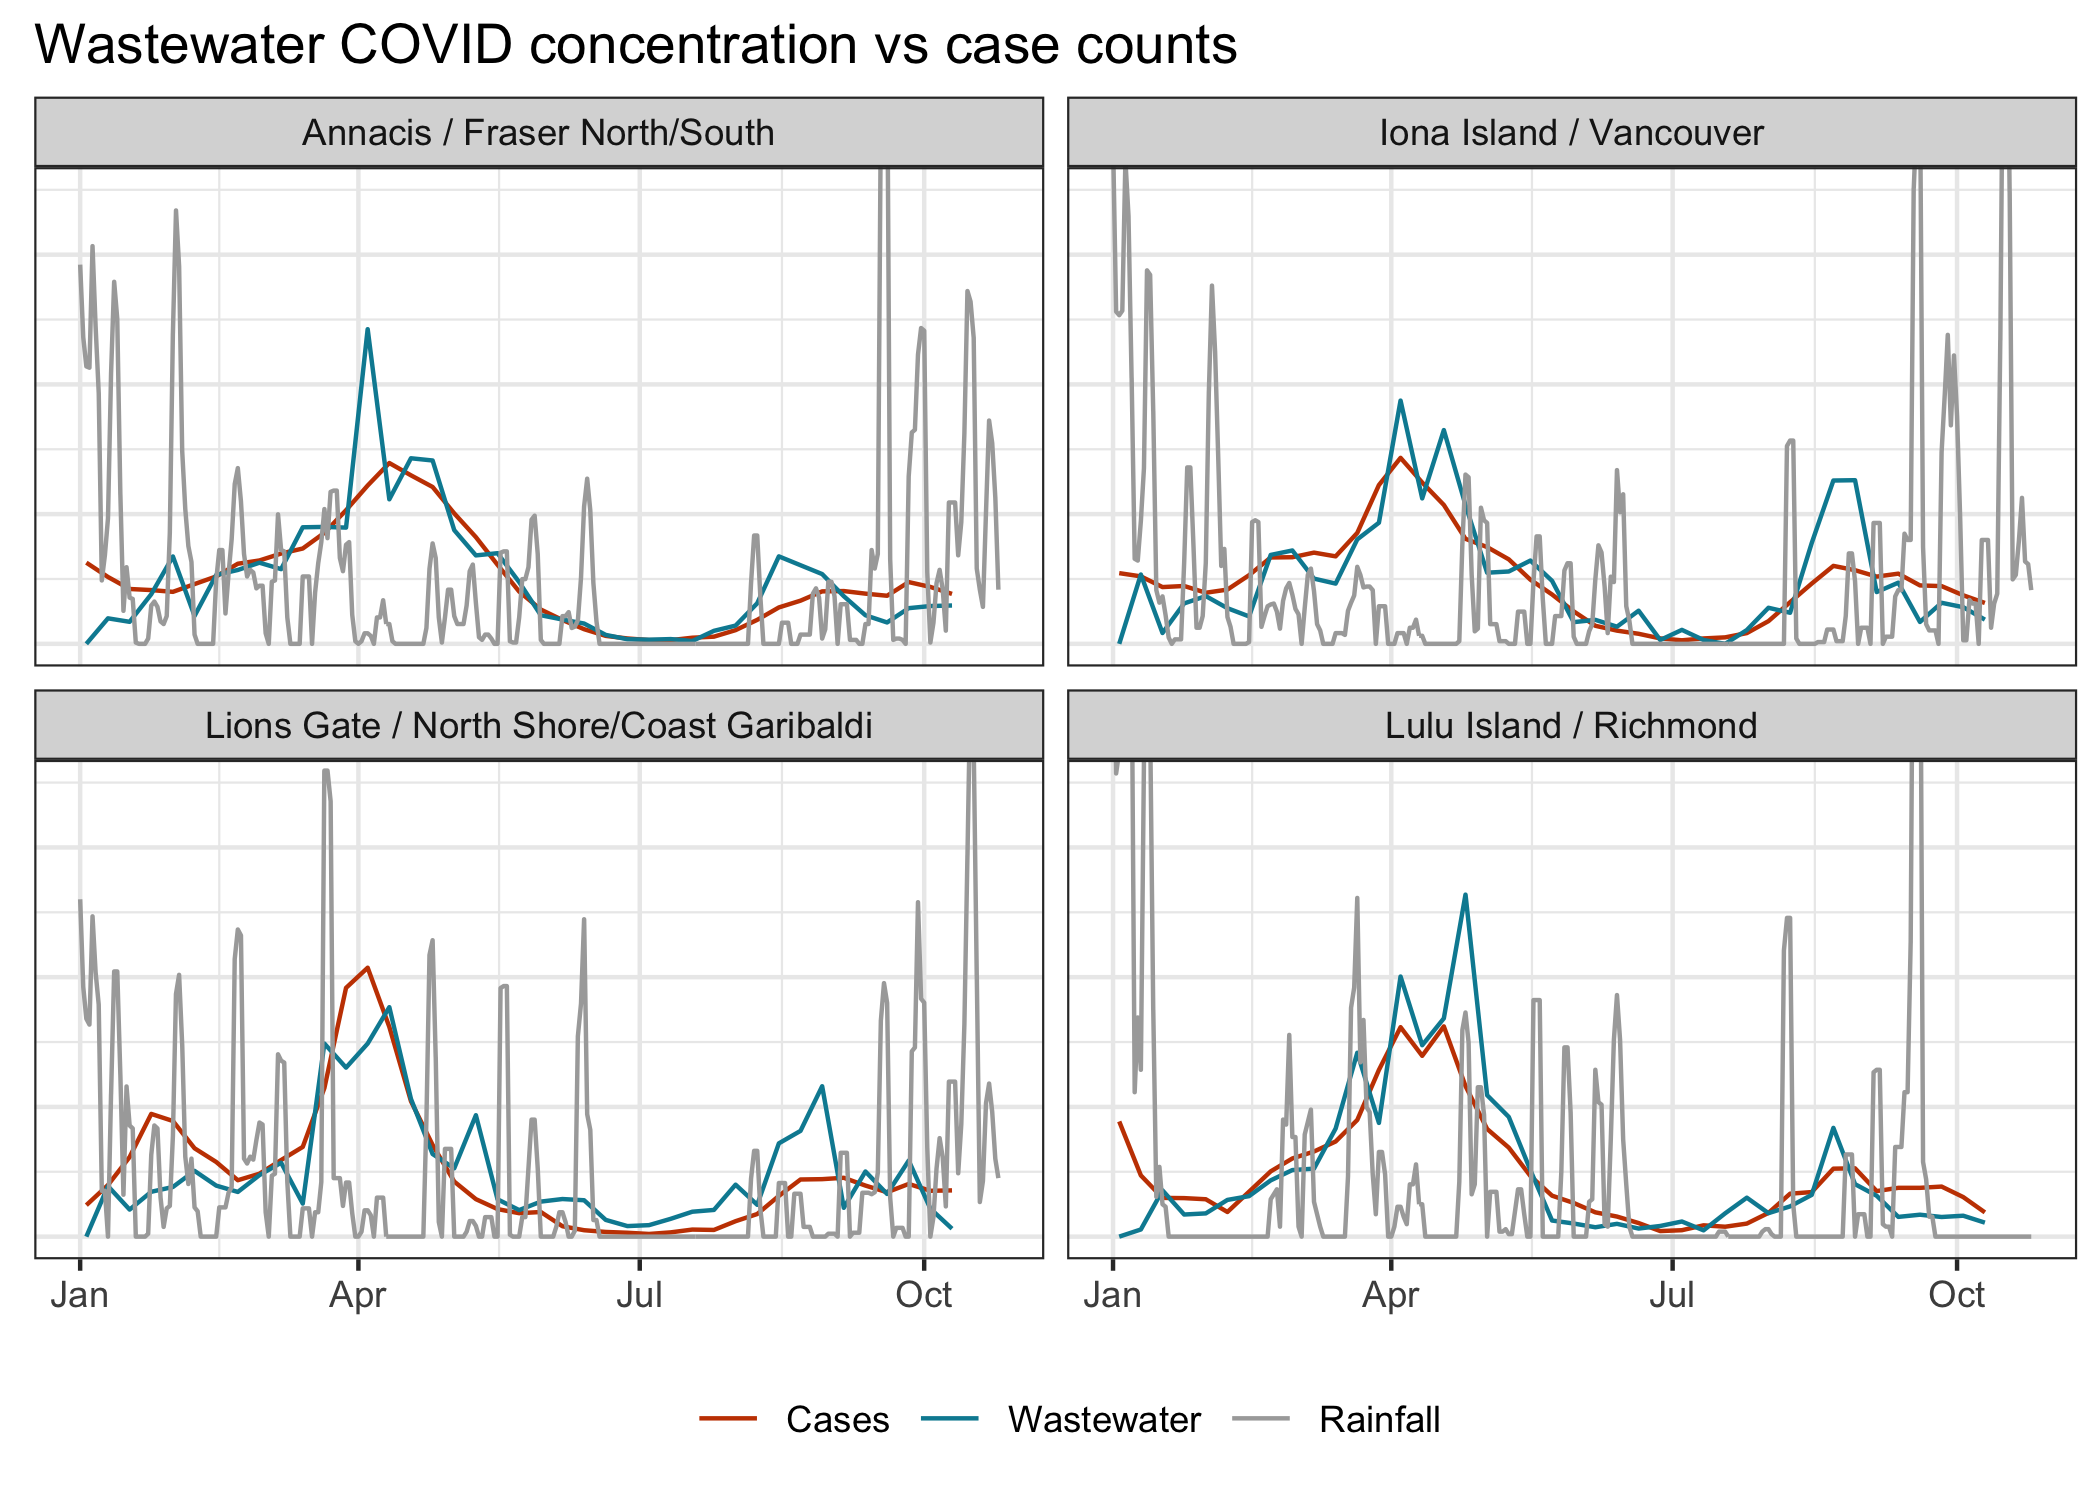 Wastewater COVID concentration vs case counts
Annacis / Fraser North/South
Iona Island / Vancouver
Lions Gate / North Shore/Coast Garibaldi
Lulu Island / Richmond
Jan Apr Jul Oct
Jan Apr Jul Oct
Cases Wastewater Rainfall